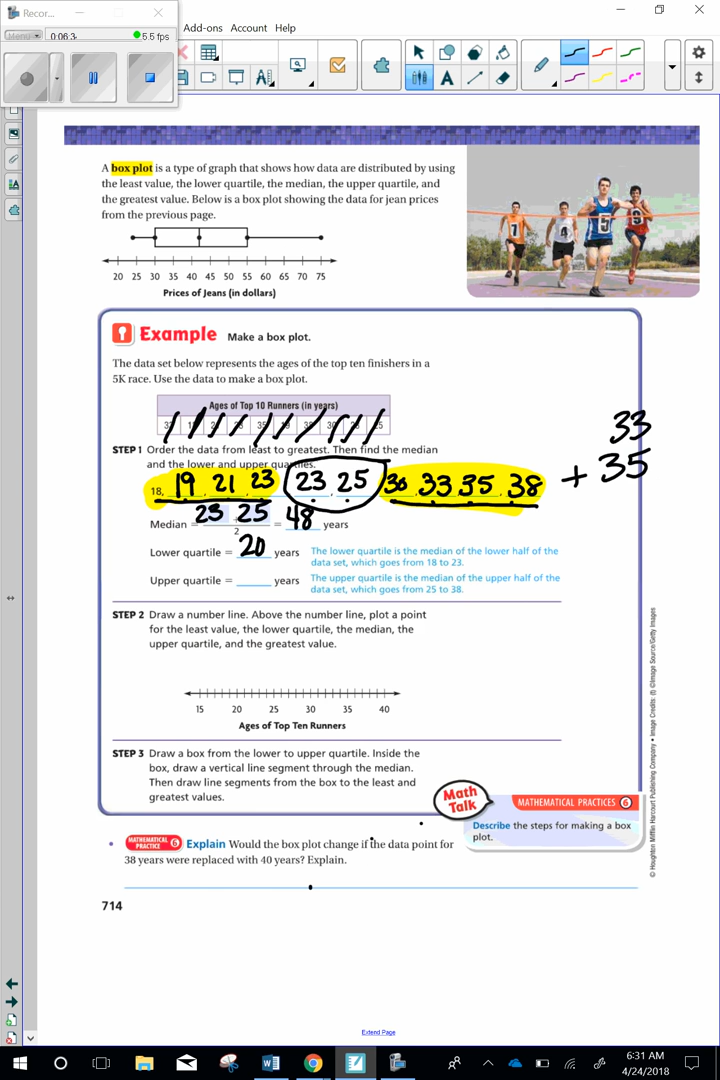 Recor...
Menu
0:06:3
5.5 fps
Add-ons Account Help
A box plot is a type of graph that shows how data are distributed by using
the least value, the lower quartile, the median, the upper quartile, and
the greatest value. Below is a box plot showing the data for jean prices
from the previous page.
20 25 30 35 40 45 50 55 60 65 70 75
Prices of Jeans (in dollars)
7 4 5 9
Example Make a box plot.
The data set below represents the ages of the top ten finishers in a
5K race. Use the data to make a box plot.
Ages of Top 10 Runners (in years)
33
+ 35
STEP 1 Order the data from least to greatest. Then find the median
and the lower and upper quartiles.
18, 19, 21, 23, 23, 25, 30, 33, 35, 38
Median = 23 + 25 / 2 = 48 years
Lower quartile = 20 years The lower quartile is the median of the lower half of the
data set, which goes from 18 to 23.
Upper quartile = ______ years The upper quartile is the median of the upper half of the
data set, which goes from 25 to 38.
STEP 2 Draw a number line. Above the number line, plot a point
for the least value, the lower quartile, the median, the
upper quartile, and the greatest value.
15 20 25 30 35 40
Ages of Top Ten Runners
STEP 3 Draw a box from the lower to upper quartile. Inside the
box, draw a vertical line segment through the median.
Then draw line segments from the box to the least and
greatest values.
Math
Talk
MATHEMATICAL PRACTICES 6
Describe the steps for making a box
plot.
MATHEMATICAL
PRACTICE 6 Explain Would the box plot change if the data point for
38 years were replaced with 40 years? Explain.
714
© Houghton Mifflin Harcourt Publishing Company • Image Credits: (t) ©Image Source/Getty Images
Extend Page
6:31 AM
4/24/2018